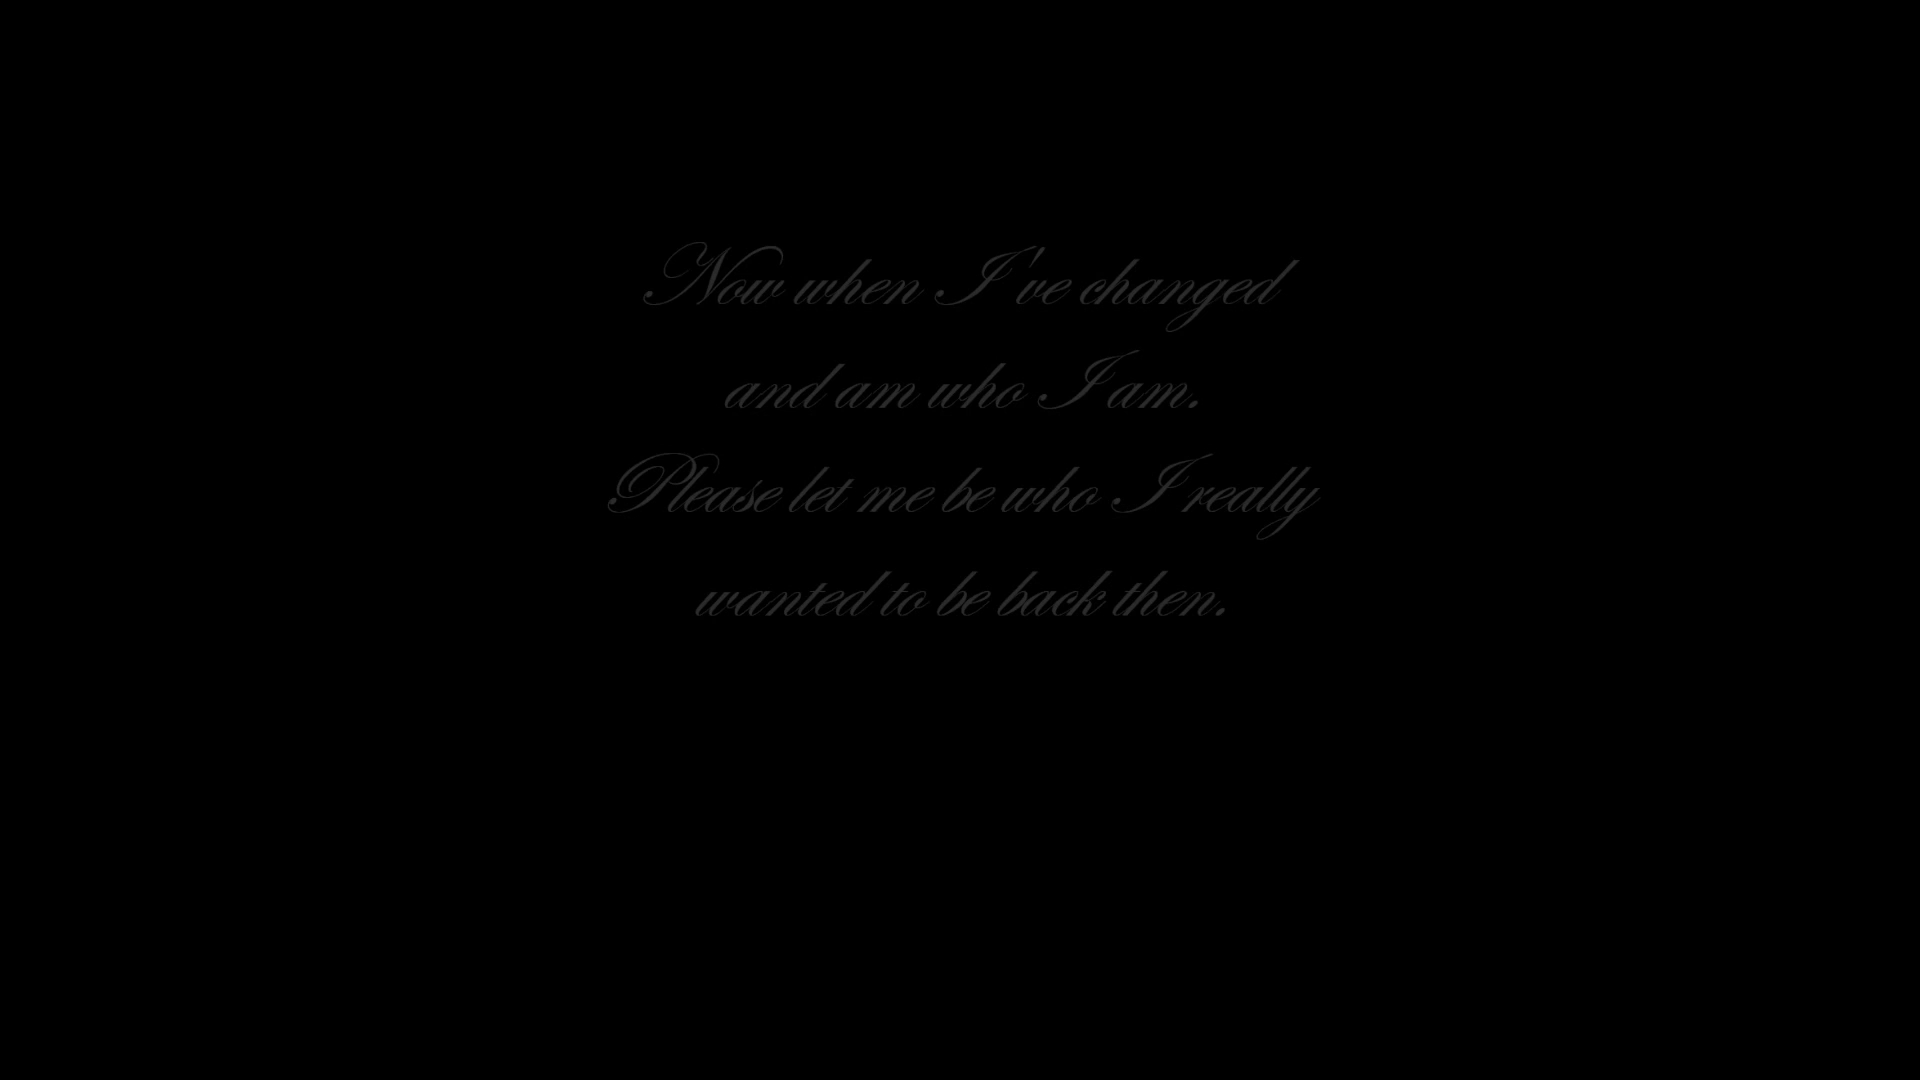 Now when I've changed
and am who I am.
Please let me be who I really
wanted to be back then.